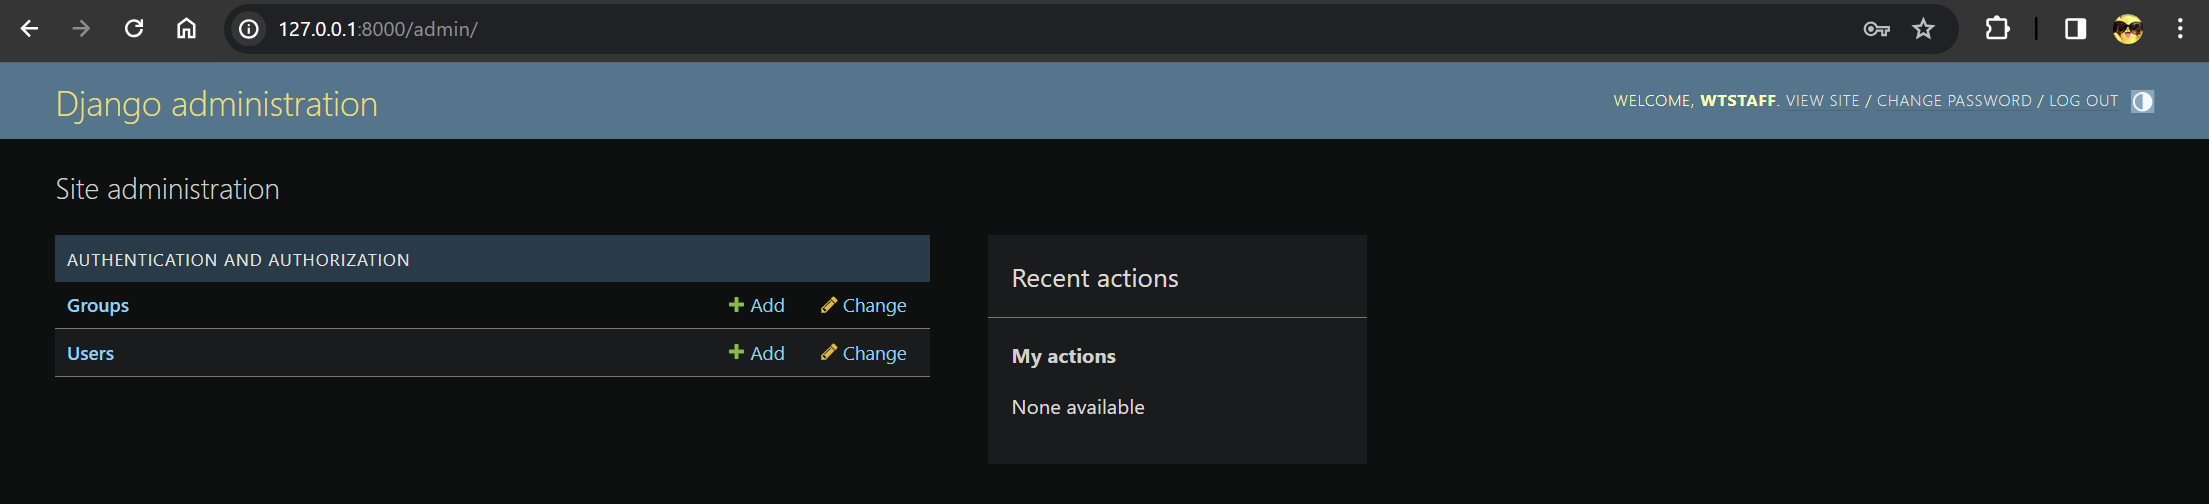 127.0.0.1:8000/admin/
Django administration
WELCOME, WTSTAFF. VIEW SITE / CHANGE PASSWORD / LOG OUT
Site administration
AUTHENTICATION AND AUTHORIZATION
Groups Add Change
Users Add Change
Recent actions
My actions
None available